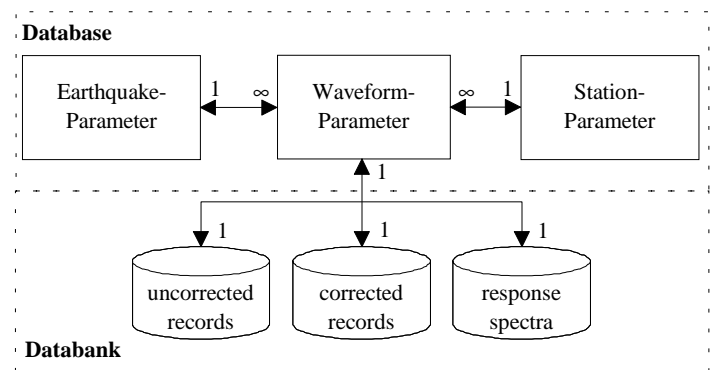 Database
Earthquake-
Parameter
1
∞
Waveform-
Parameter
∞
1
Station-
Parameter
1
1
1
1
uncorrected
records
corrected
records
response
spectra
Databank